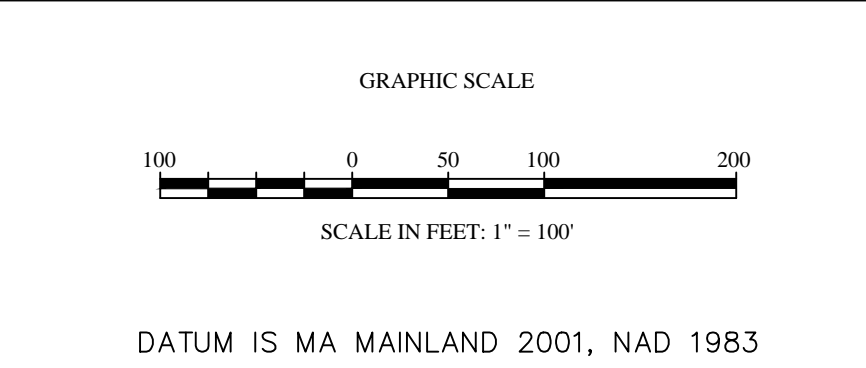 GRAPHIC SCALE
100 0 50 100 200
SCALE IN FEET: 1" = 100'
DATUM IS MA MAINLAND 2001, NAD 1983